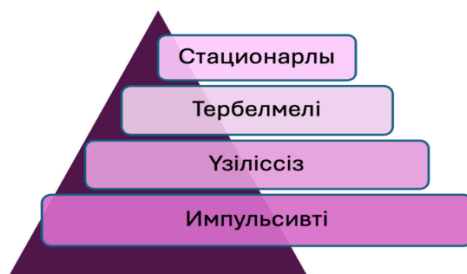 Стационарлы
Тербелмелі
Үзіліссіз
Импульсивті